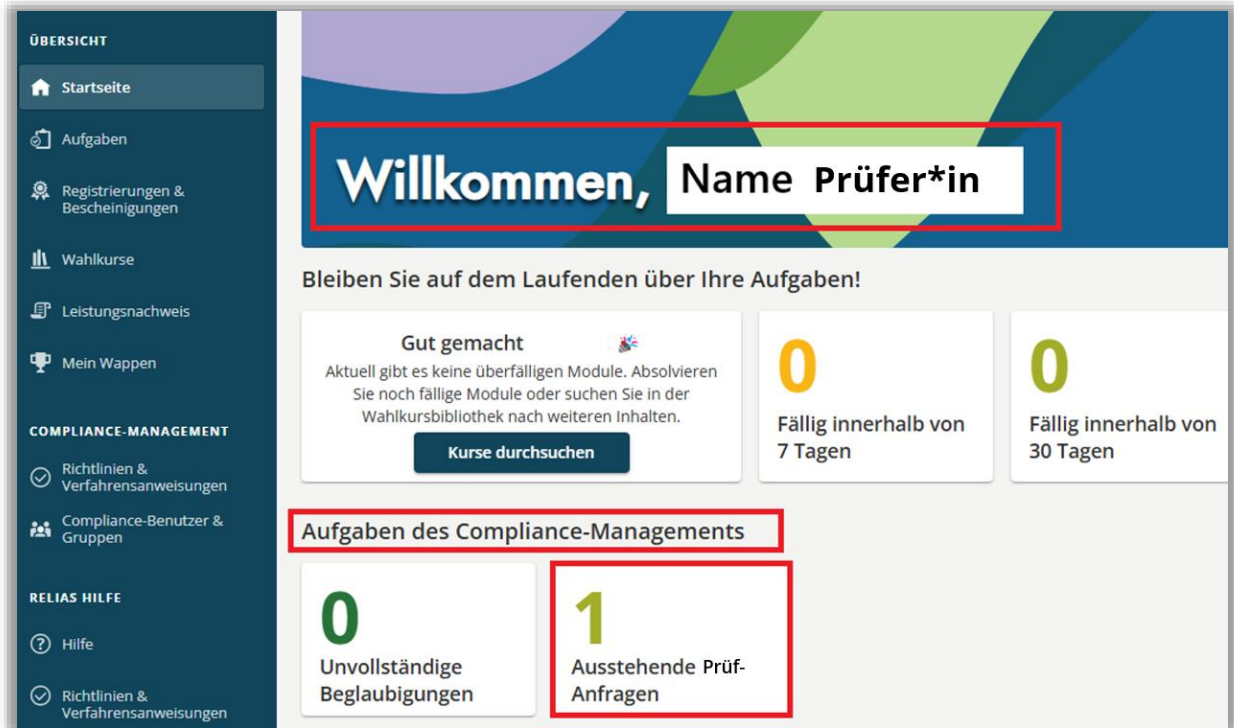 ÜBERSICHT
Startseite
Aufgaben
Registrierungen &
Bescheinigungen
Wahlkurse
Leistungsnachweis
Mein Wappen
COMPLIANCE-MANAGEMENT
Richtlinien &
Verfahrensanweisungen
Compliance-Benutzer &
Gruppen
RELIAS HILFE
Hilfe
Richtlinien &
Verfahrensanweisungen
Willkommen, Name Prüfer*in
Bleiben Sie auf dem Laufenden über Ihre Aufgaben!
Gut gemacht
Aktuell gibt es keine überfälligen Module. Absolvieren
Sie noch fällige Module oder suchen Sie in der
Wahlkursbibliothek nach weiteren Inhalten.
Kurse durchsuchen
0
Fällig innerhalb von
7 Tagen
0
Fällig innerhalb von
30 Tagen
Aufgaben des Compliance-Managements
0
Unvollständige
Beglaubigungen
1
Ausstehende Prüf-
Anfragen